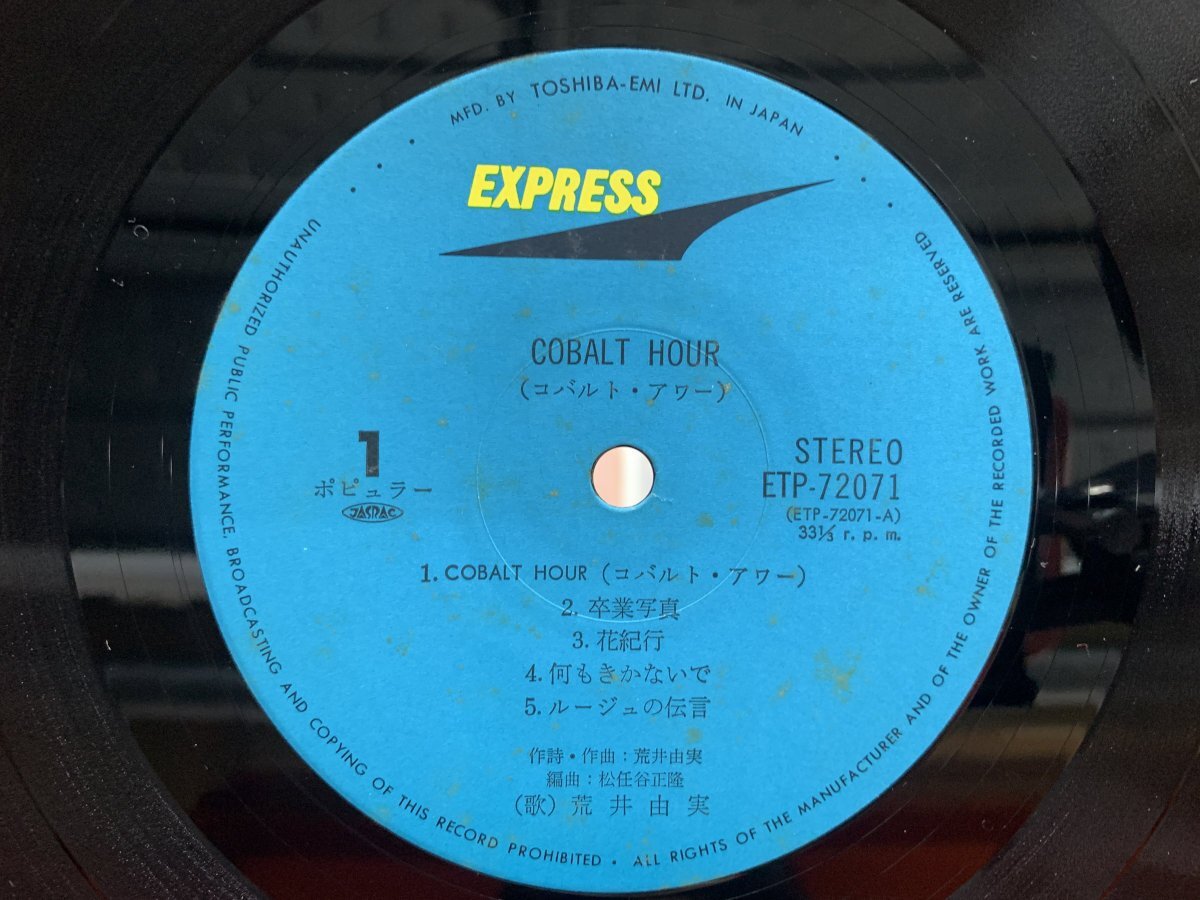 MFD. BY TOSHIBA-EMI LTD. IN JAPAN
EXPRESS
COBALT HOUR
(コバルト・アワー)
1
ポピュラー
JASRAC
STEREO
ETP-72071
(ETP-72071-A)
33⅓ r.p.m.
1. COBALT HOUR (コバルト・アワー)
2. 卒業写真
3. 花紀行
4. 何もきかないで
5. ルージュの伝言
作詩・作曲:荒井由実
編曲:松任谷正隆
(歌) 荒井由実
UNAUTHORIZED PUBLIC PERFORMANCE, BROADCASTING AND COPYING OF THIS RECORD PROHIBITED • ALL RIGHTS OF THE MANUFACTURER AND OF THE OWNER OF THE RECORDED WORK ARE RESERVED